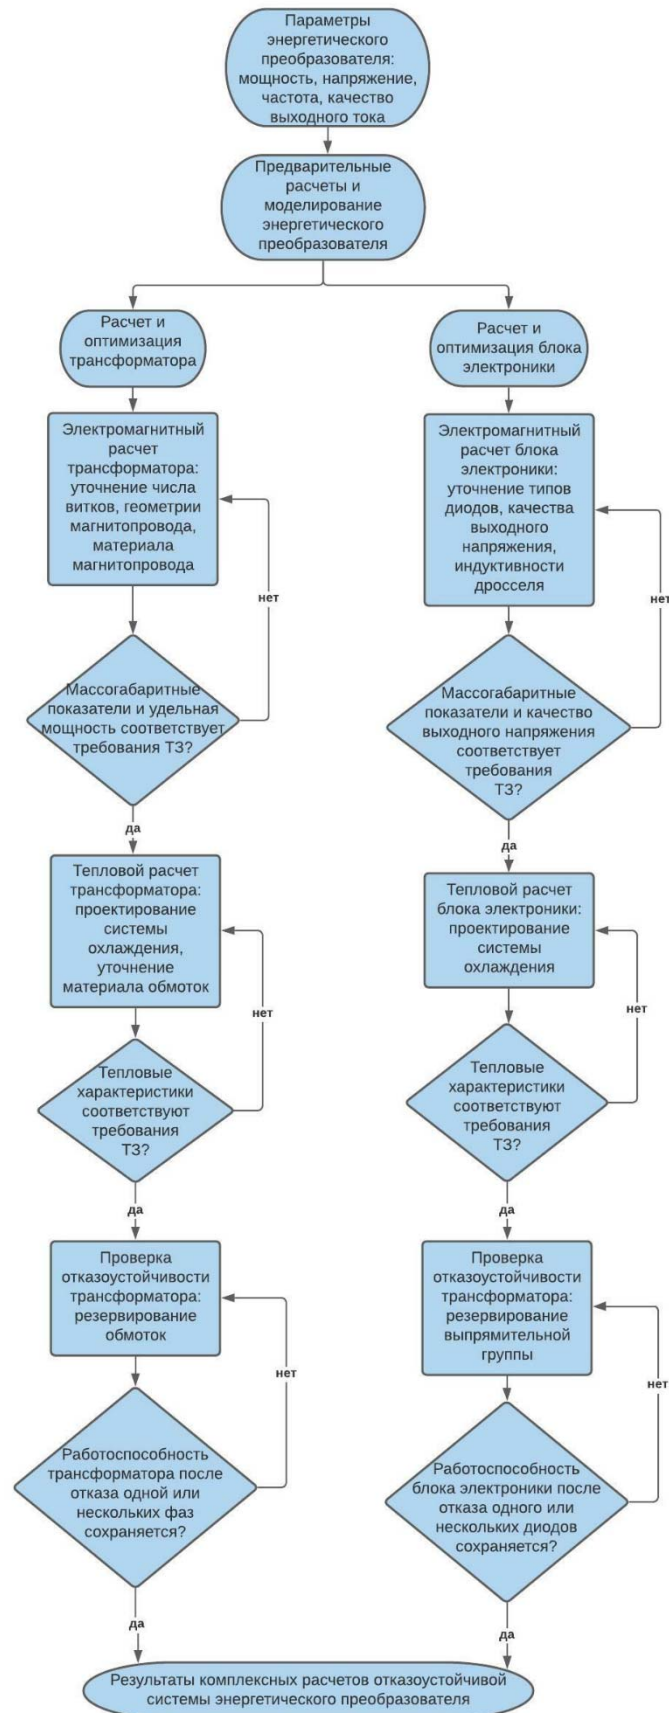 Параметры
энергетического
преобразователя:
мощность, напряжение,
частота, качество
выходного тока
Предварительные
расчеты и
моделирование
энергетического
преобразователя
Расчет и
оптимизация
трансформатора
Электромагнитный
расчет
трансформатора:
уточнение числа
витков, геометрии
магнитопровода,
материала
магнитопровода
нет
Массогабаритные
показатели и удельная
мощность соответствует
требования ТЗ?
да
Тепловой расчет
трансформатора:
проектирование
системы
охлаждения,
уточнение
материала обмоток
нет
Тепловые
характеристики
соответствуют
требования
ТЗ?
да
Проверка
отказоустойчивости
трансформатора:
резервирование
обмоток
нет
Работоспособность
трансформатора после
отказа одной или
нескольких фаз
сохраняется?
да
Расчет и
оптимизация блока
электроники
Электромагнитный
расчет блока
электроники:
уточнение типов
диодов, качества
выходного
напряжения,
индуктивности
дросселя
нет
Массогабаритные
показатели и качество
выходного напряжения
соответствует
требования
ТЗ?
да
Тепловой расчет
блока электроники:
проектирование
системы
охлаждения
нет
Тепловые
характеристики
соответствуют
требования
ТЗ?
да
Проверка
отказоустойчивости
трансформатора:
резервирование
выпрямительной
группы
нет
Работоспособность
блока электроники после
отказа одного или
нескольких диодов
сохраняется?
да
Результаты комплексных расчетов отказоустойчивой
системы энергетического преобразователя